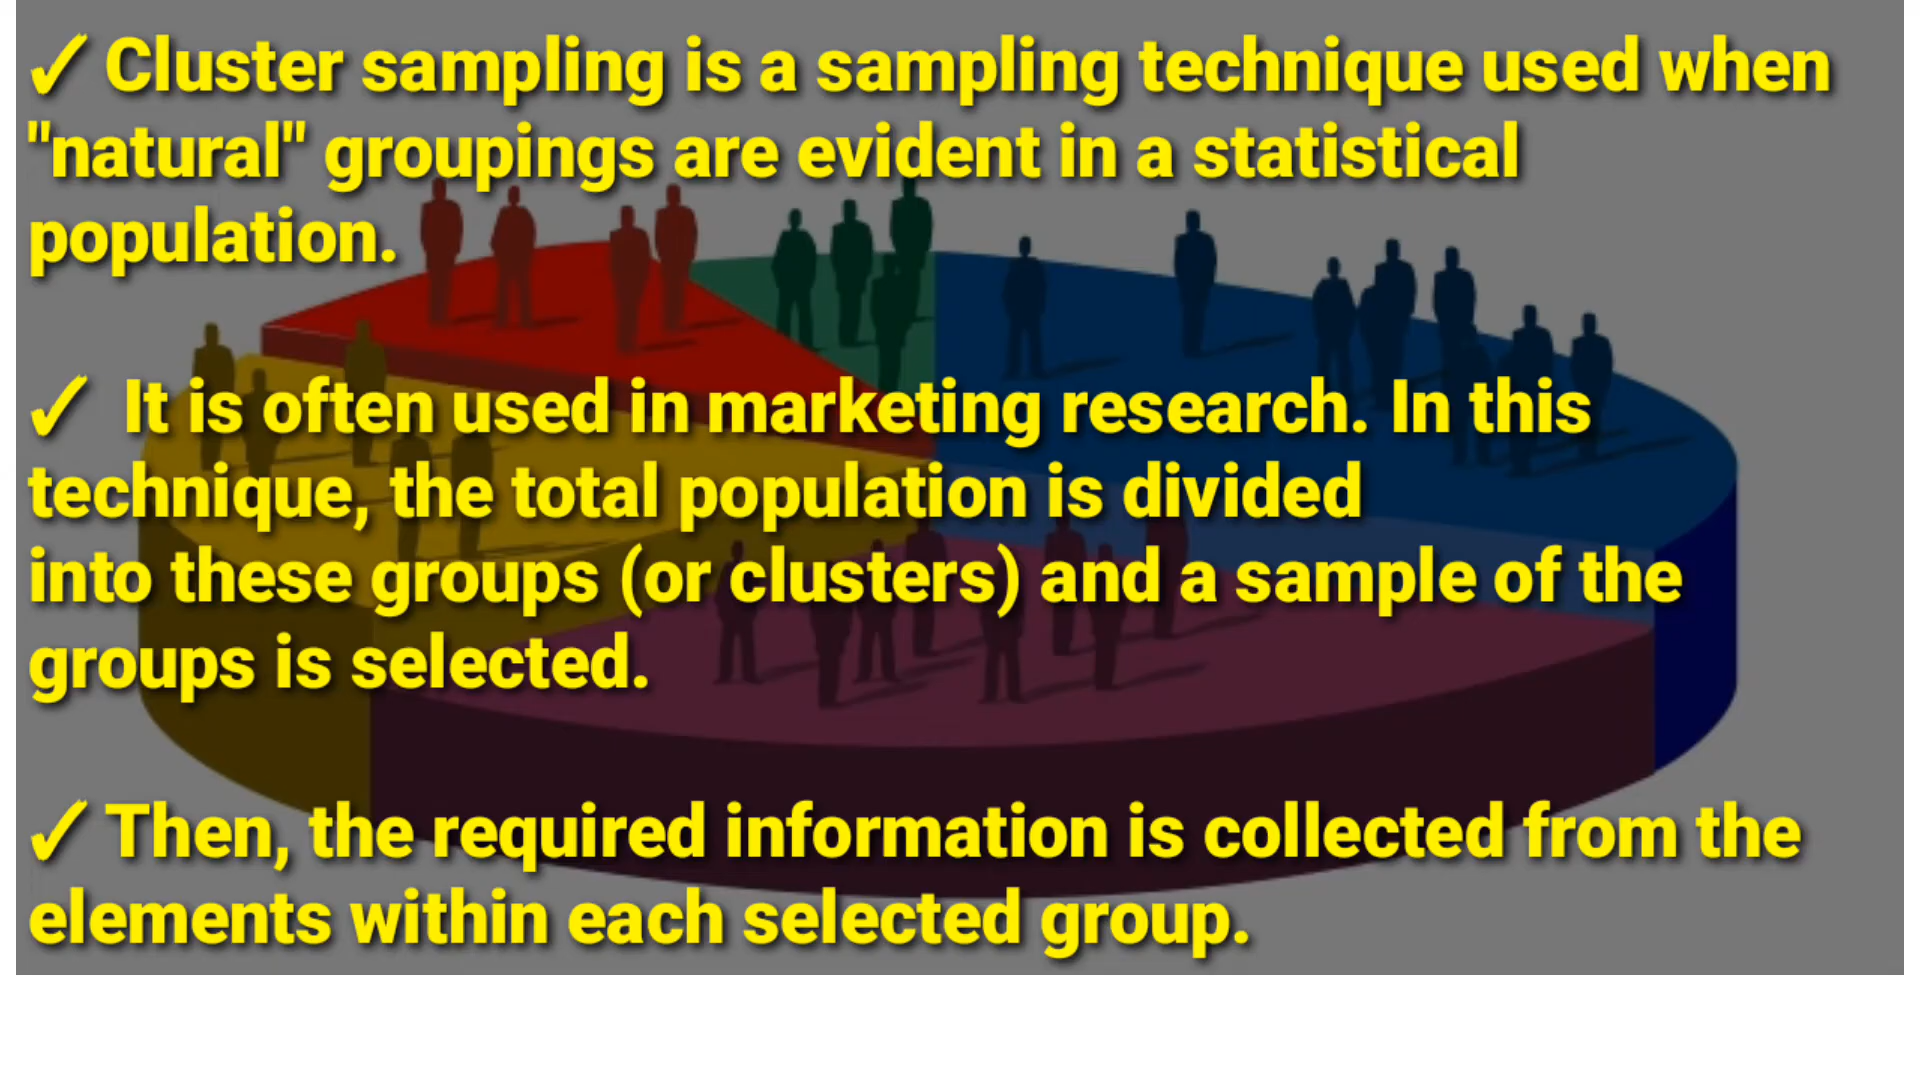 ✓ Cluster sampling is a sampling technique used when
"natural" groupings are evident in a statistical
population.
✓ It is often used in marketing research. In this
technique, the total population is divided
into these groups (or clusters) and a sample of the
groups is selected.
✓ Then, the required information is collected from the
elements within each selected group.